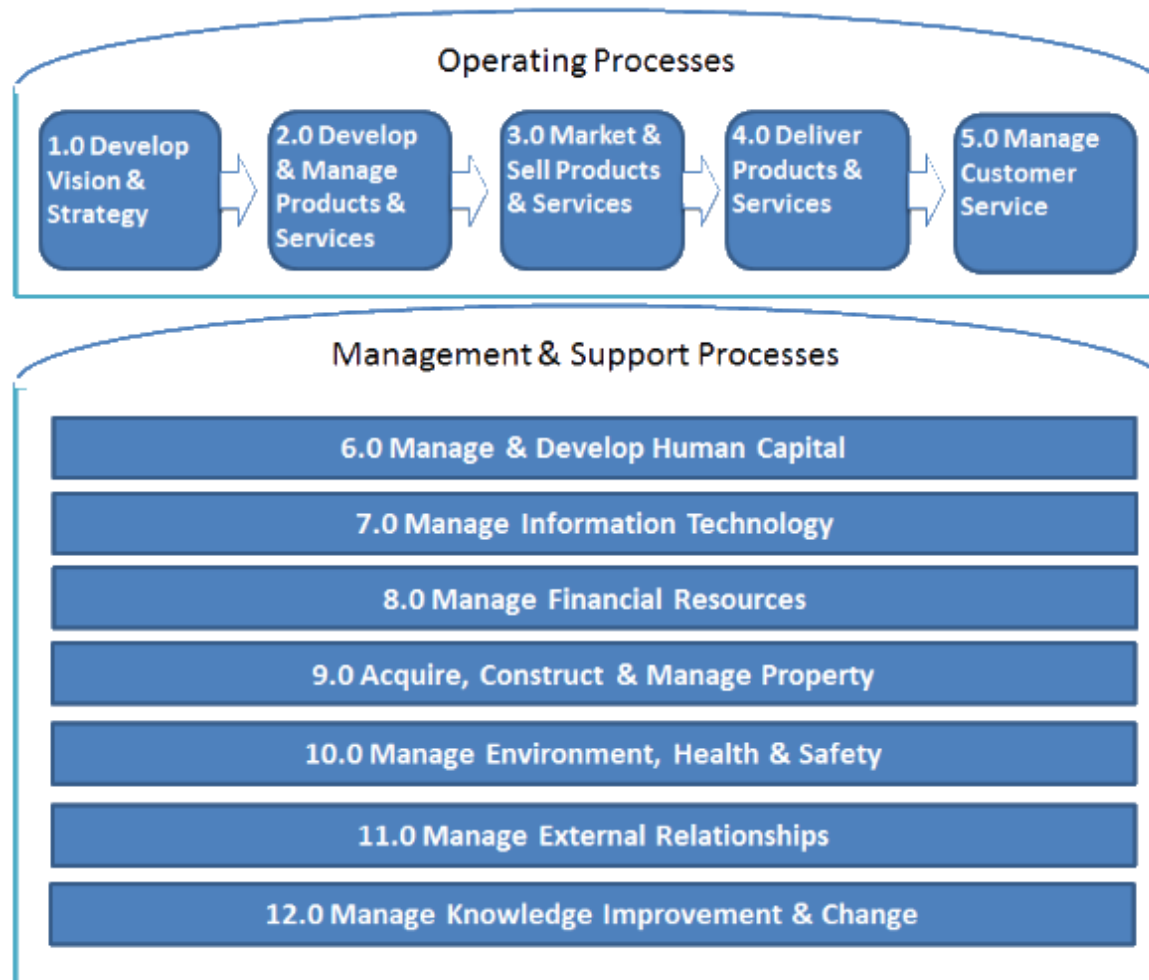 Operating Processes
1.0 Develop
Vision &
Strategy
2.0 Develop
& Manage
Products &
Services
3.0 Market &
Sell Products
& Services
4.0 Deliver
Products &
Services
5.0 Manage
Customer
Service
Management & Support Processes
6.0 Manage & Develop Human Capital
7.0 Manage Information Technology
8.0 Manage Financial Resources
9.0 Acquire, Construct & Manage Property
10.0 Manage Environment, Health & Safety
11.0 Manage External Relationships
12.0 Manage Knowledge Improvement & Change